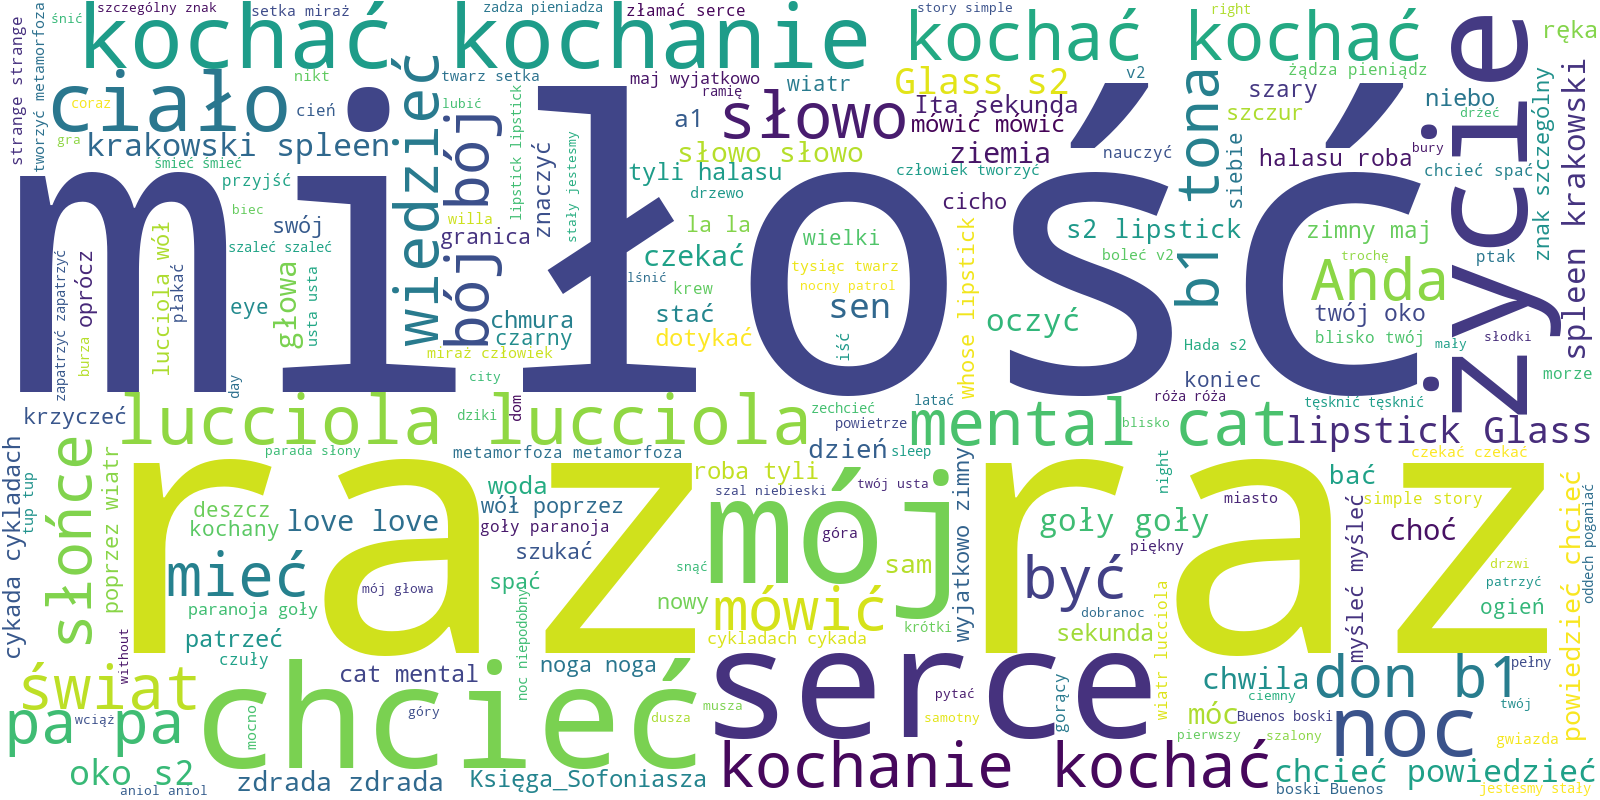 szczególny znak
setka miraż
zadza pieniadza
złamać serce
story simple
right
śnić
kochać
kochanie
kochać
kochać
ręka
strange strange
tworzyć metamorfoza
nikt
twarz setka
maj wyjatkowo
ramię
wiatr
Glass s2
v2
żądza pieniądz
ciało
coraz
cień
lubić
słowo
a1
Ita sekunda
mówić mówić
szary
szczur
niebo
drżeć
gra
krakowski spleen
śmieć śmieć
wiedzieć
bój bój
lipstick lipstick
stały jestesmy
znaczyć
słowo słowo
ziemia
nauczyć
b1 tona
siebie
halasu roba
bury
chcieć spać
życie
znak szczególny
spleen krakowski
przyjść
tyli halasu
drzewo
człowiek tworzyć
cicho
biec
swój
willa
granica
la la
wielki
s2 lipstick
zimny maj
miłość
szaleć szaleć
czekać
boleć v2
trochę
ptak
zapatrzyć zapatrzyć
burza
oprócz
lucciola wół
płakać
eye
głowa
usta usta
lśnić
krew
tysiąc twarz
nocny patrol
sen
whose lipstick
Anda
stać
chmura
czarny
dotykać
iść
oczyć
twój oko
blisko twój
słodki
miraż człowiek
Hada s2
mały
day
city
koniec
morze
krzyczeć
dom
dziki
zechcieć
latać
róża róża
tęsknić tęsknić
powietrze
blisko
lucciola
lucciola
mental
cat
lipstick Glass
cykada cykladach
tup tup
słońce
poprzez wiatr
parada słony
metamorfoza metamorfoza
dzień
sleep
czekać czekać
roba tyli
wyjatkowo zimny
night
bać
woda
szal niebieski
twój usta
miasto
simple story
deszcz
kochany
love love
wół poprzez
goły paranoja
mój
góra
goły goły
piękny
myśleć myśleć
choć
powiedzieć chcieć
oddech poganiać
raz
raz
szukać
mieć
spać
snąć
sam
być
drzwi
patrzyć
mój głowa
noc niepodobny
nowy
mówić
dobranoc
ogień
paranoja goły
krótki
patrzeć
cykladach cykada
sekunda
wiatr lucciola
without
czuły
cat mental
noga noga
serce
chwila
don b1
pełny
świat
ciemny
twój
pytać
gorący
pa pa
wciąż
chcieć
mocno
góry
dusza
musza
samotny
móc
Buenos boski
noc
pierwszy
szalony
gwiazda
oko s2
zdrada zdrada
Księga_Sofoniasza
kochanie kochać
chcieć powiedzieć
aniol aniol
boski Buenos
jestesmy stały